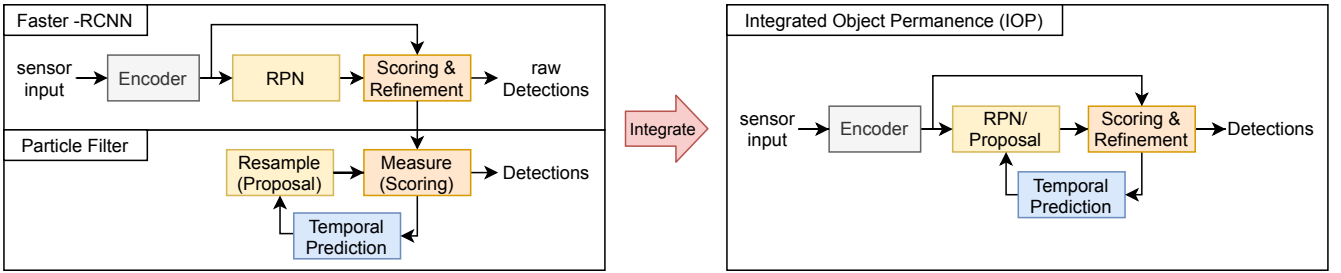 Faster -RCNN
sensor
input
Encoder
RPN
Scoring &
Refinement
raw
Detections
Particle Filter
Resample
(Proposal)
Measure
(Scoring)
Detections
Temporal
Prediction
Integrate
Integrated Object Permanence (IOP)
sensor
input
Encoder
RPN/
Proposal
Scoring &
Refinement
Detections
Temporal
Prediction